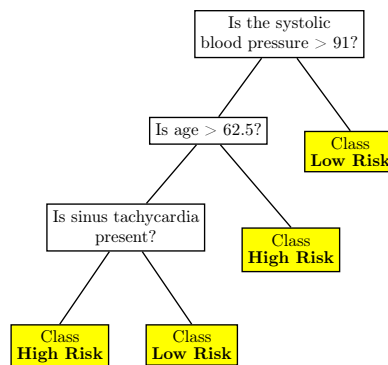 Is the systolic
blood pressure > 91?
Is age > 62.5?
Class
Low Risk
Is sinus tachycardia
present?
Class
High Risk
Class
High Risk
Class
Low Risk